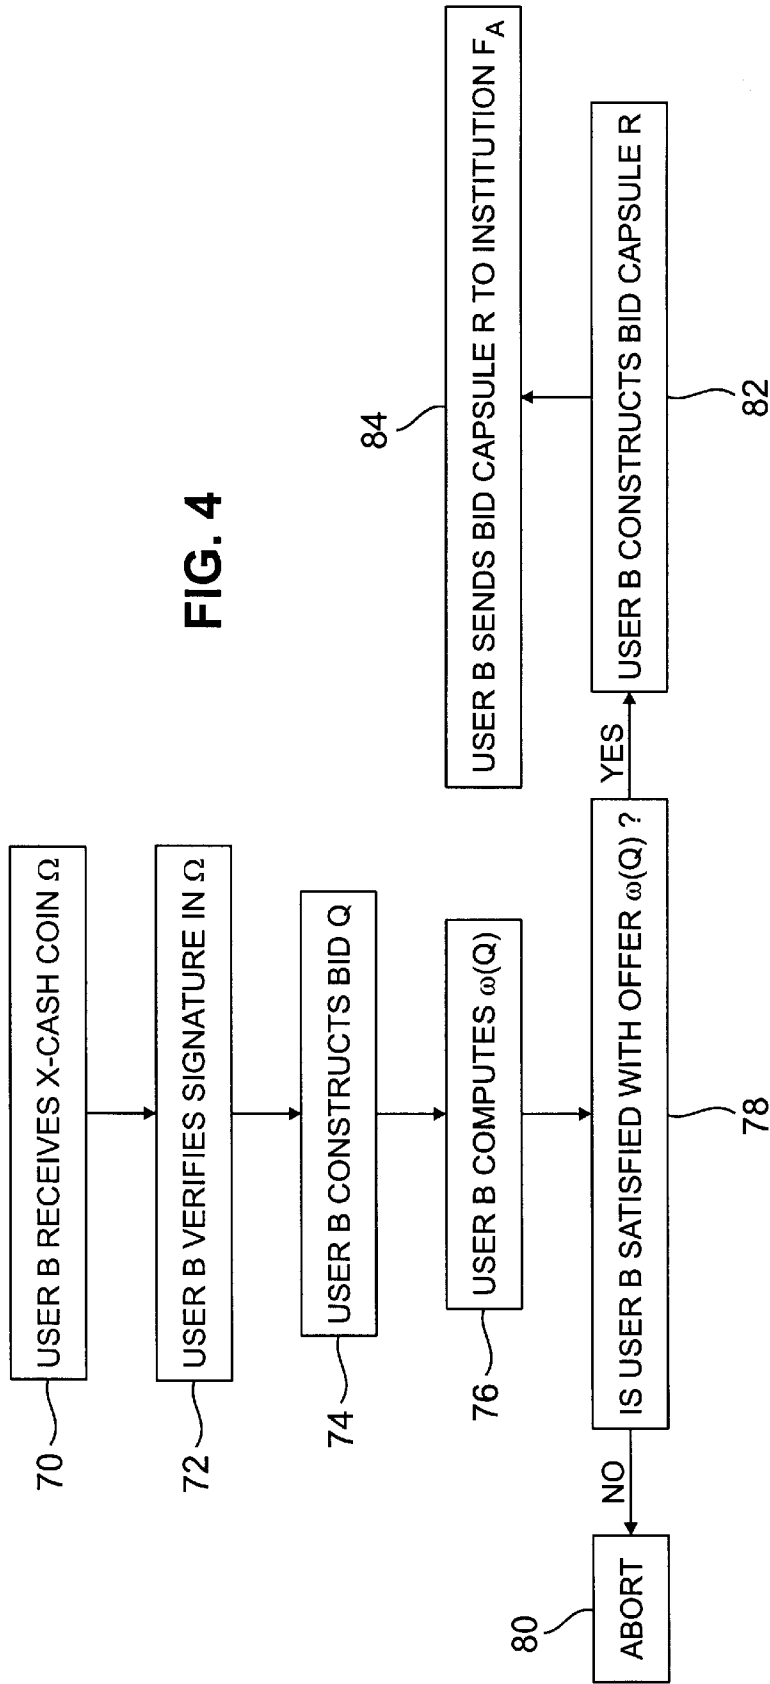 70
USER B RECEIVES X-CASH COIN Ω
72
USER B VERIFIES SIGNATURE IN Ω
74
USER B CONSTRUCTS BID Q
76
USER B COMPUTES ω(Q)
IS USER B SATISFIED WITH OFFER ω(Q) ?
78
NO
80
ABORT
YES
USER B CONSTRUCTS BID CAPSULE R
82
84
USER B SENDS BID CAPSULE R TO INSTITUTION FA
FIG. 4